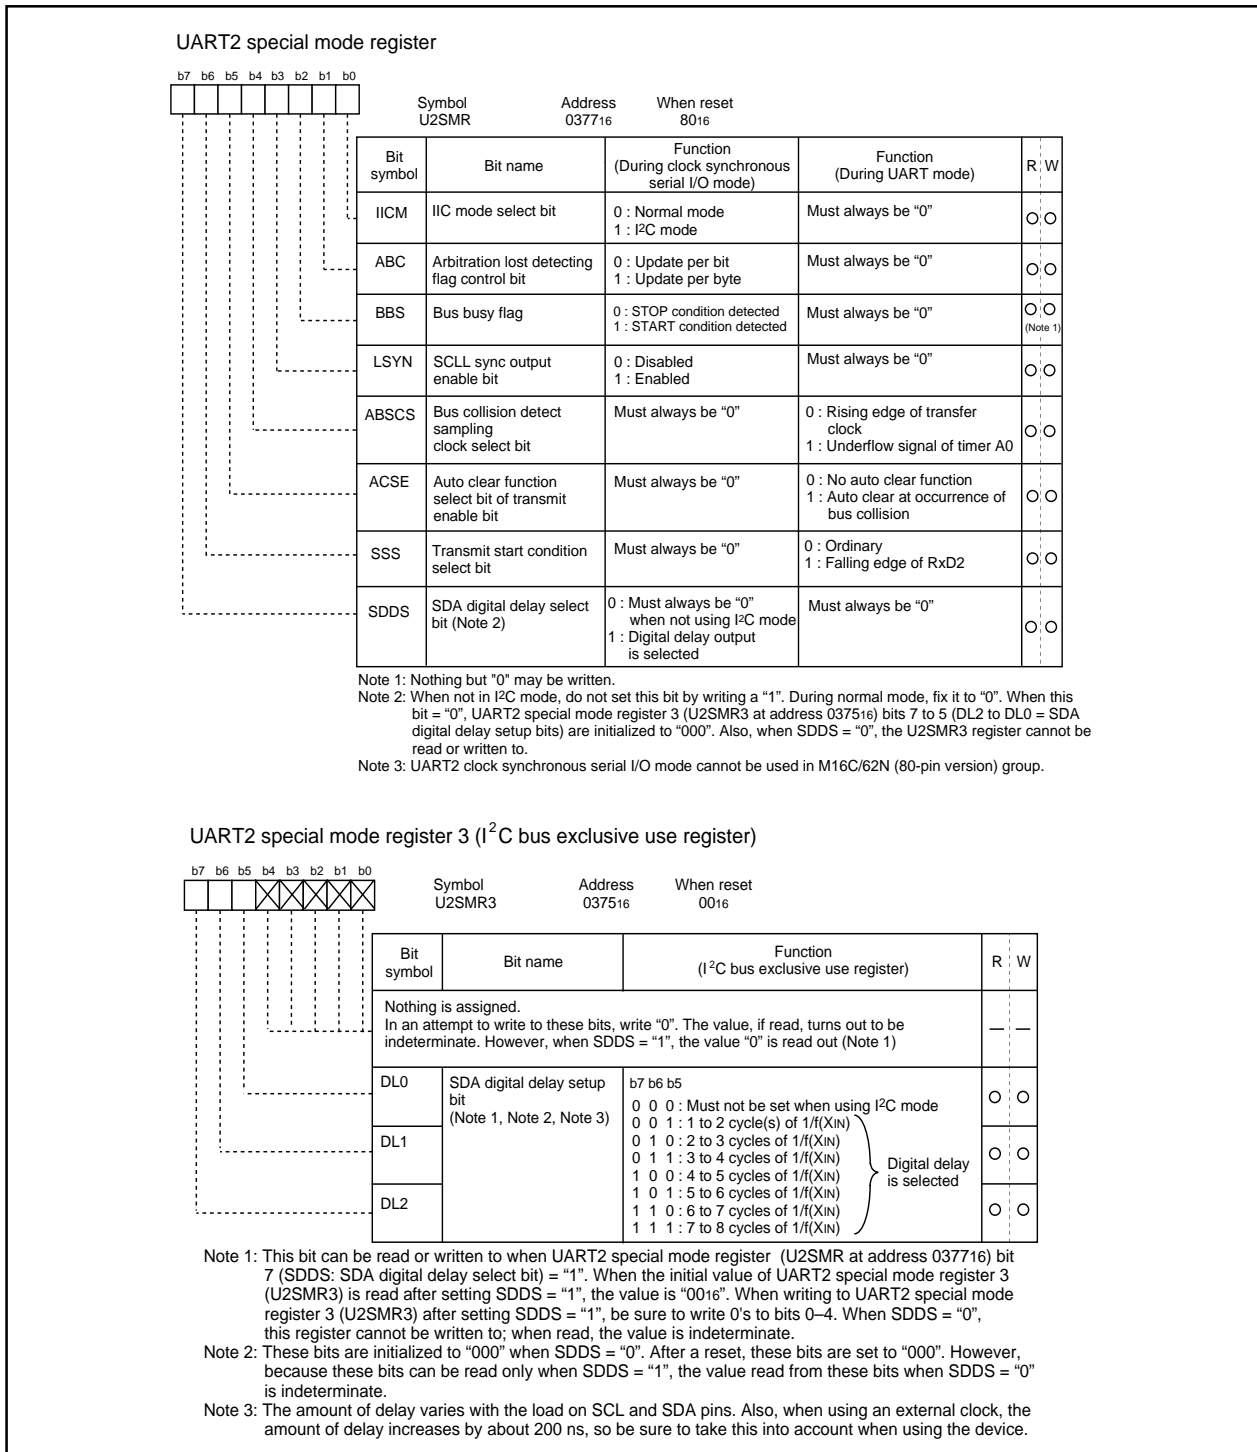 UART2 special mode register
b7 b6 b5 b4 b3 b2 b1 b0
Symbol Address When reset
U2SMR 037716 8016
Bit symbol Bit name Function (During clock synchronous serial I/O mode) Function (During UART mode) R W
IICM IIC mode select bit 0 : Normal mode Must always be “0”
1 : I2C mode
ABC Arbitration lost detecting 0 : Update per bit Must always be “0”
flag control bit 1 : Update per byte
BBS Bus busy flag 0 : STOP condition detected Must always be “0”
1 : START condition detected (Note 1)
LSYN SCLL sync output 0 : Disabled Must always be “0”
enable bit 1 : Enabled
ABSCS Bus collision detect Must always be “0” 0 : Rising edge of transfer
sampling clock
clock select bit 1 : Underflow signal of timer A0
ACSE Auto clear function Must always be “0” 0 : No auto clear function
select bit of transmit 1 : Auto clear at occurrence of
enable bit bus collision
SSS Transmit start condition Must always be “0” 0 : Ordinary
select bit 1 : Falling edge of RxD2
SDDS SDA digital delay select 0 : Must always be “0” Must always be “0”
bit (Note 2) when not using I2C mode
1 : Digital delay output
is selected
Note 1: Nothing but "0" may be written.
Note 2: When not in I2C mode, do not set this bit by writing a “1”. During normal mode, fix it to “0”. When this
bit = “0”, UART2 special mode register 3 (U2SMR3 at address 037516) bits 7 to 5 (DL2 to DL0 = SDA
digital delay setup bits) are initialized to “000”. Also, when SDDS = “0”, the U2SMR3 register cannot be
read or written to.
Note 3: UART2 clock synchronous serial I/O mode cannot be used in M16C/62N (80-pin version) group.
UART2 special mode register 3 (I2C bus exclusive use register)
b7 b6 b5 b4 b3 b2 b1 b0
Symbol Address When reset
U2SMR3 037516 0016
Bit symbol Bit name Function (I2C bus exclusive use register) R W
Nothing is assigned.
In an attempt to write to these bits, write “0”. The value, if read, turns out to be
indeterminate. However, when SDDS = “1”, the value “0” is read out (Note 1)
— —
DL0 SDA digital delay setup b7 b6 b5
bit
(Note 1, Note 2, Note 3)
0 0 0 : Must not be set when using I2C mode
0 0 1 : 1 to 2 cycle(s) of 1/f(XIN)
0 1 0 : 2 to 3 cycles of 1/f(XIN)
DL1
0 1 1 : 3 to 4 cycles of 1/f(XIN)
1 0 0 : 4 to 5 cycles of 1/f(XIN)
1 0 1 : 5 to 6 cycles of 1/f(XIN)
DL2
1 1 0 : 6 to 7 cycles of 1/f(XIN)
1 1 1 : 7 to 8 cycles of 1/f(XIN)
Digital delay
is selected
Note 1: This bit can be read or written to when UART2 special mode register (U2SMR at address 037716) bit
7 (SDDS: SDA digital delay select bit) = “1”. When the initial value of UART2 special mode register 3
(U2SMR3) is read after setting SDDS = “1”, the value is “0016”. When writing to UART2 special mode
register 3 (U2SMR3) after setting SDDS = “1”, be sure to write 0's to bits 0–4. When SDDS = “0”,
this register cannot be written to; when read, the value is indeterminate.
Note 2: These bits are initialized to “000” when SDDS = “0”. After a reset, these bits are set to “000”. However,
because these bits can be read only when SDDS = “1”, the value read from these bits when SDDS = “0”
is indeterminate.
Note 3: The amount of delay varies with the load on SCL and SDA pins. Also, when using an external clock, the
amount of delay increases by about 200 ns, so be sure to take this into account when using the device.